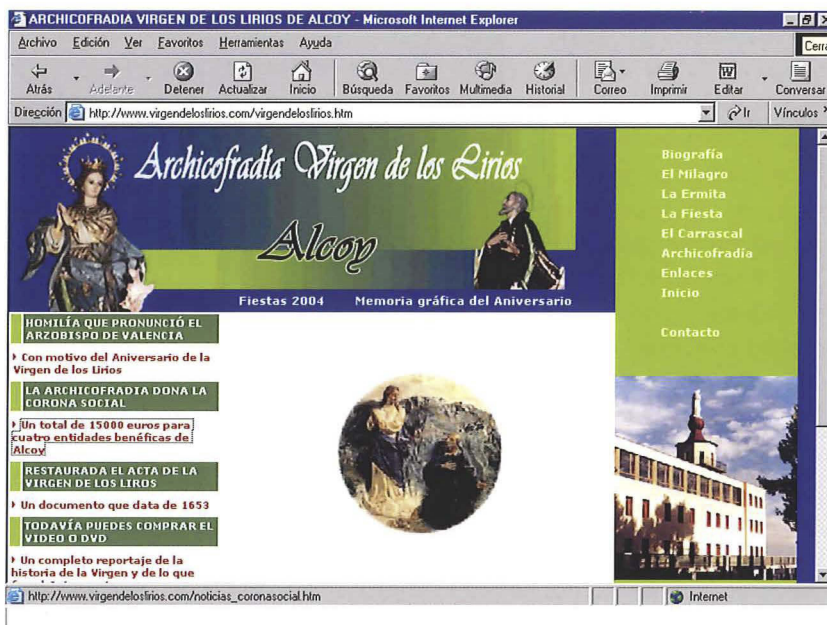 ARCHICOFRADIA VIRGEN DE LOS LIRIOS DE ALCOY - Microsoft Internet Explorer
Archivo Edición Ver Favoritos Herramientas Ayuda
Cerra
Atrás Adelante Detener Actualizar Inicio Búsqueda Favoritos Multimedia Historial Correo Imprimir Editar Conversar
Dirección http://www.virgendeloslirios.com/virgendeloslirios.htm Ir Vínculos »
Archicofradía Virgen de los Lirios
Alcoy
Fiestas 2004 Memoria gráfica del Aniversario
Biografía
El Milagro
La Ermita
La Fiesta
El Carrascal
Archicofradía
Enlaces
Inicio
Contacto
HOMILÍA QUE PRONUNCIÓ EL
ARZOBISPO DE VALENCIA
Con motivo del Aniversario de la
Virgen de los Lirios
LA ARCHICOFRADIA DONA LA
CORONA SOCIAL
Un total de 15000 euros para
cuatro entidades benéficas de
Alcoy
RESTAURADA EL ACTA DE LA
VIRGEN DE LOS LIROS
Un documento que data de 1653
TODAVÍA PUEDES COMPRAR EL
VIDEO O DVD
Un completo reportaje de la
historia de la Virgen y de lo que
http://www.virgendeloslirios.com/noticias_coronasocial.htm Internet